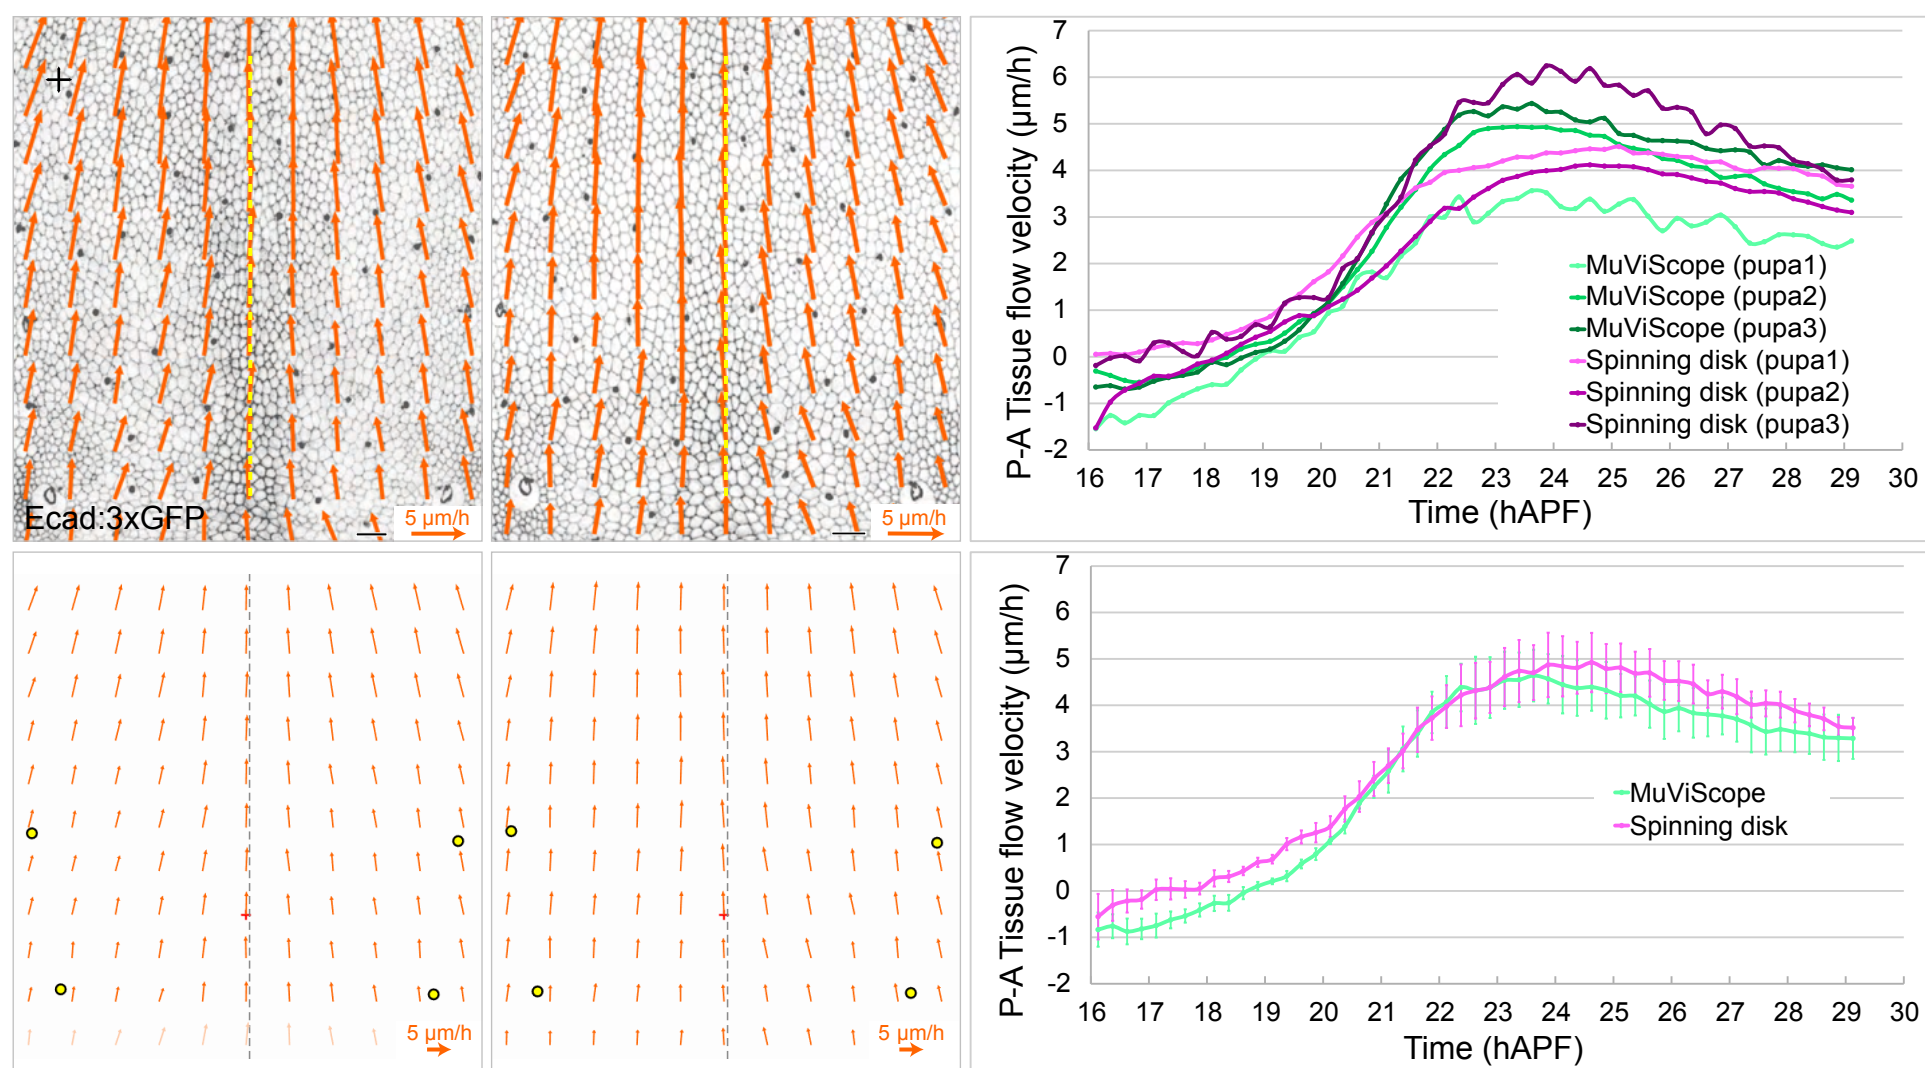 Ecad:3xGFP
5 µm/h
5 µm/h
P-A Tissue flow velocity (µm/h)
7
6
5
4
3
2
1
0
-1
-2
16 17 18 19 20 21 22 23 24 25 26 27 28 29 30
Time (hAPF)
MuViScope (pupa1)
MuViScope (pupa2)
MuViScope (pupa3)
Spinning disk (pupa1)
Spinning disk (pupa2)
Spinning disk (pupa3)
5 µm/h
5 µm/h
P-A Tissue flow velocity (µm/h)
7
6
5
4
3
2
1
0
-1
-2
16 17 18 19 20 21 22 23 24 25 26 27 28 29 30
Time (hAPF)
MuViScope
Spinning disk